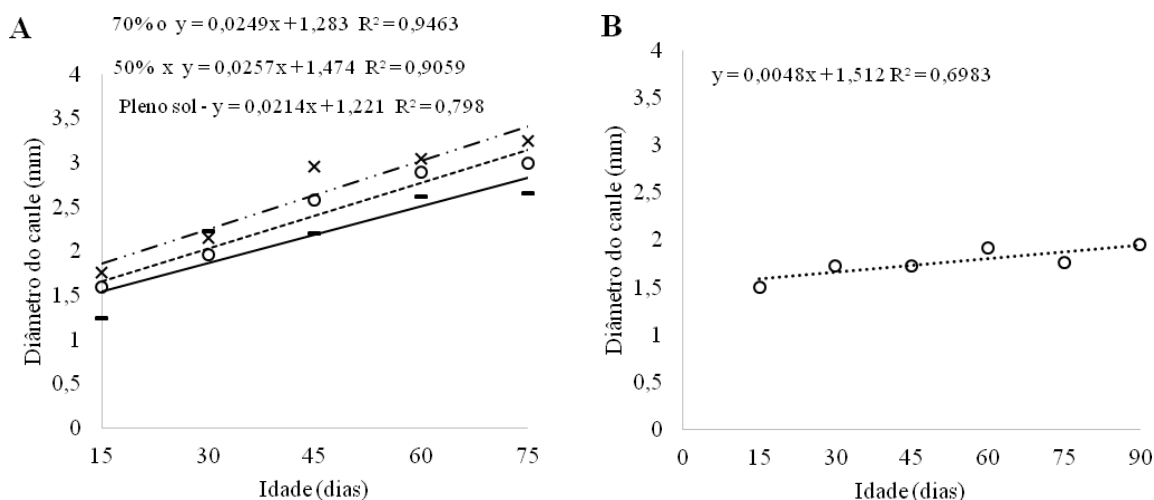 A
70% o y = 0,0249x + 1,283 R² = 0,9463
50% x y = 0,0257x + 1,474 R² = 0,9059
Pleno sol - y = 0,0214x + 1,221 R² = 0,798
4
3,5
3
2,5
2
1,5
1
0,5
0
Diâmetro do caule (mm)
15 30 45 60 75
Idade (dias)
B
y = 0,0048x + 1,512 R² = 0,6983
4
3,5
3
2,5
2
1,5
1
0,5
0
Diâmetro do caule (mm)
0 15 30 45 60 75 90
Idade (dias)